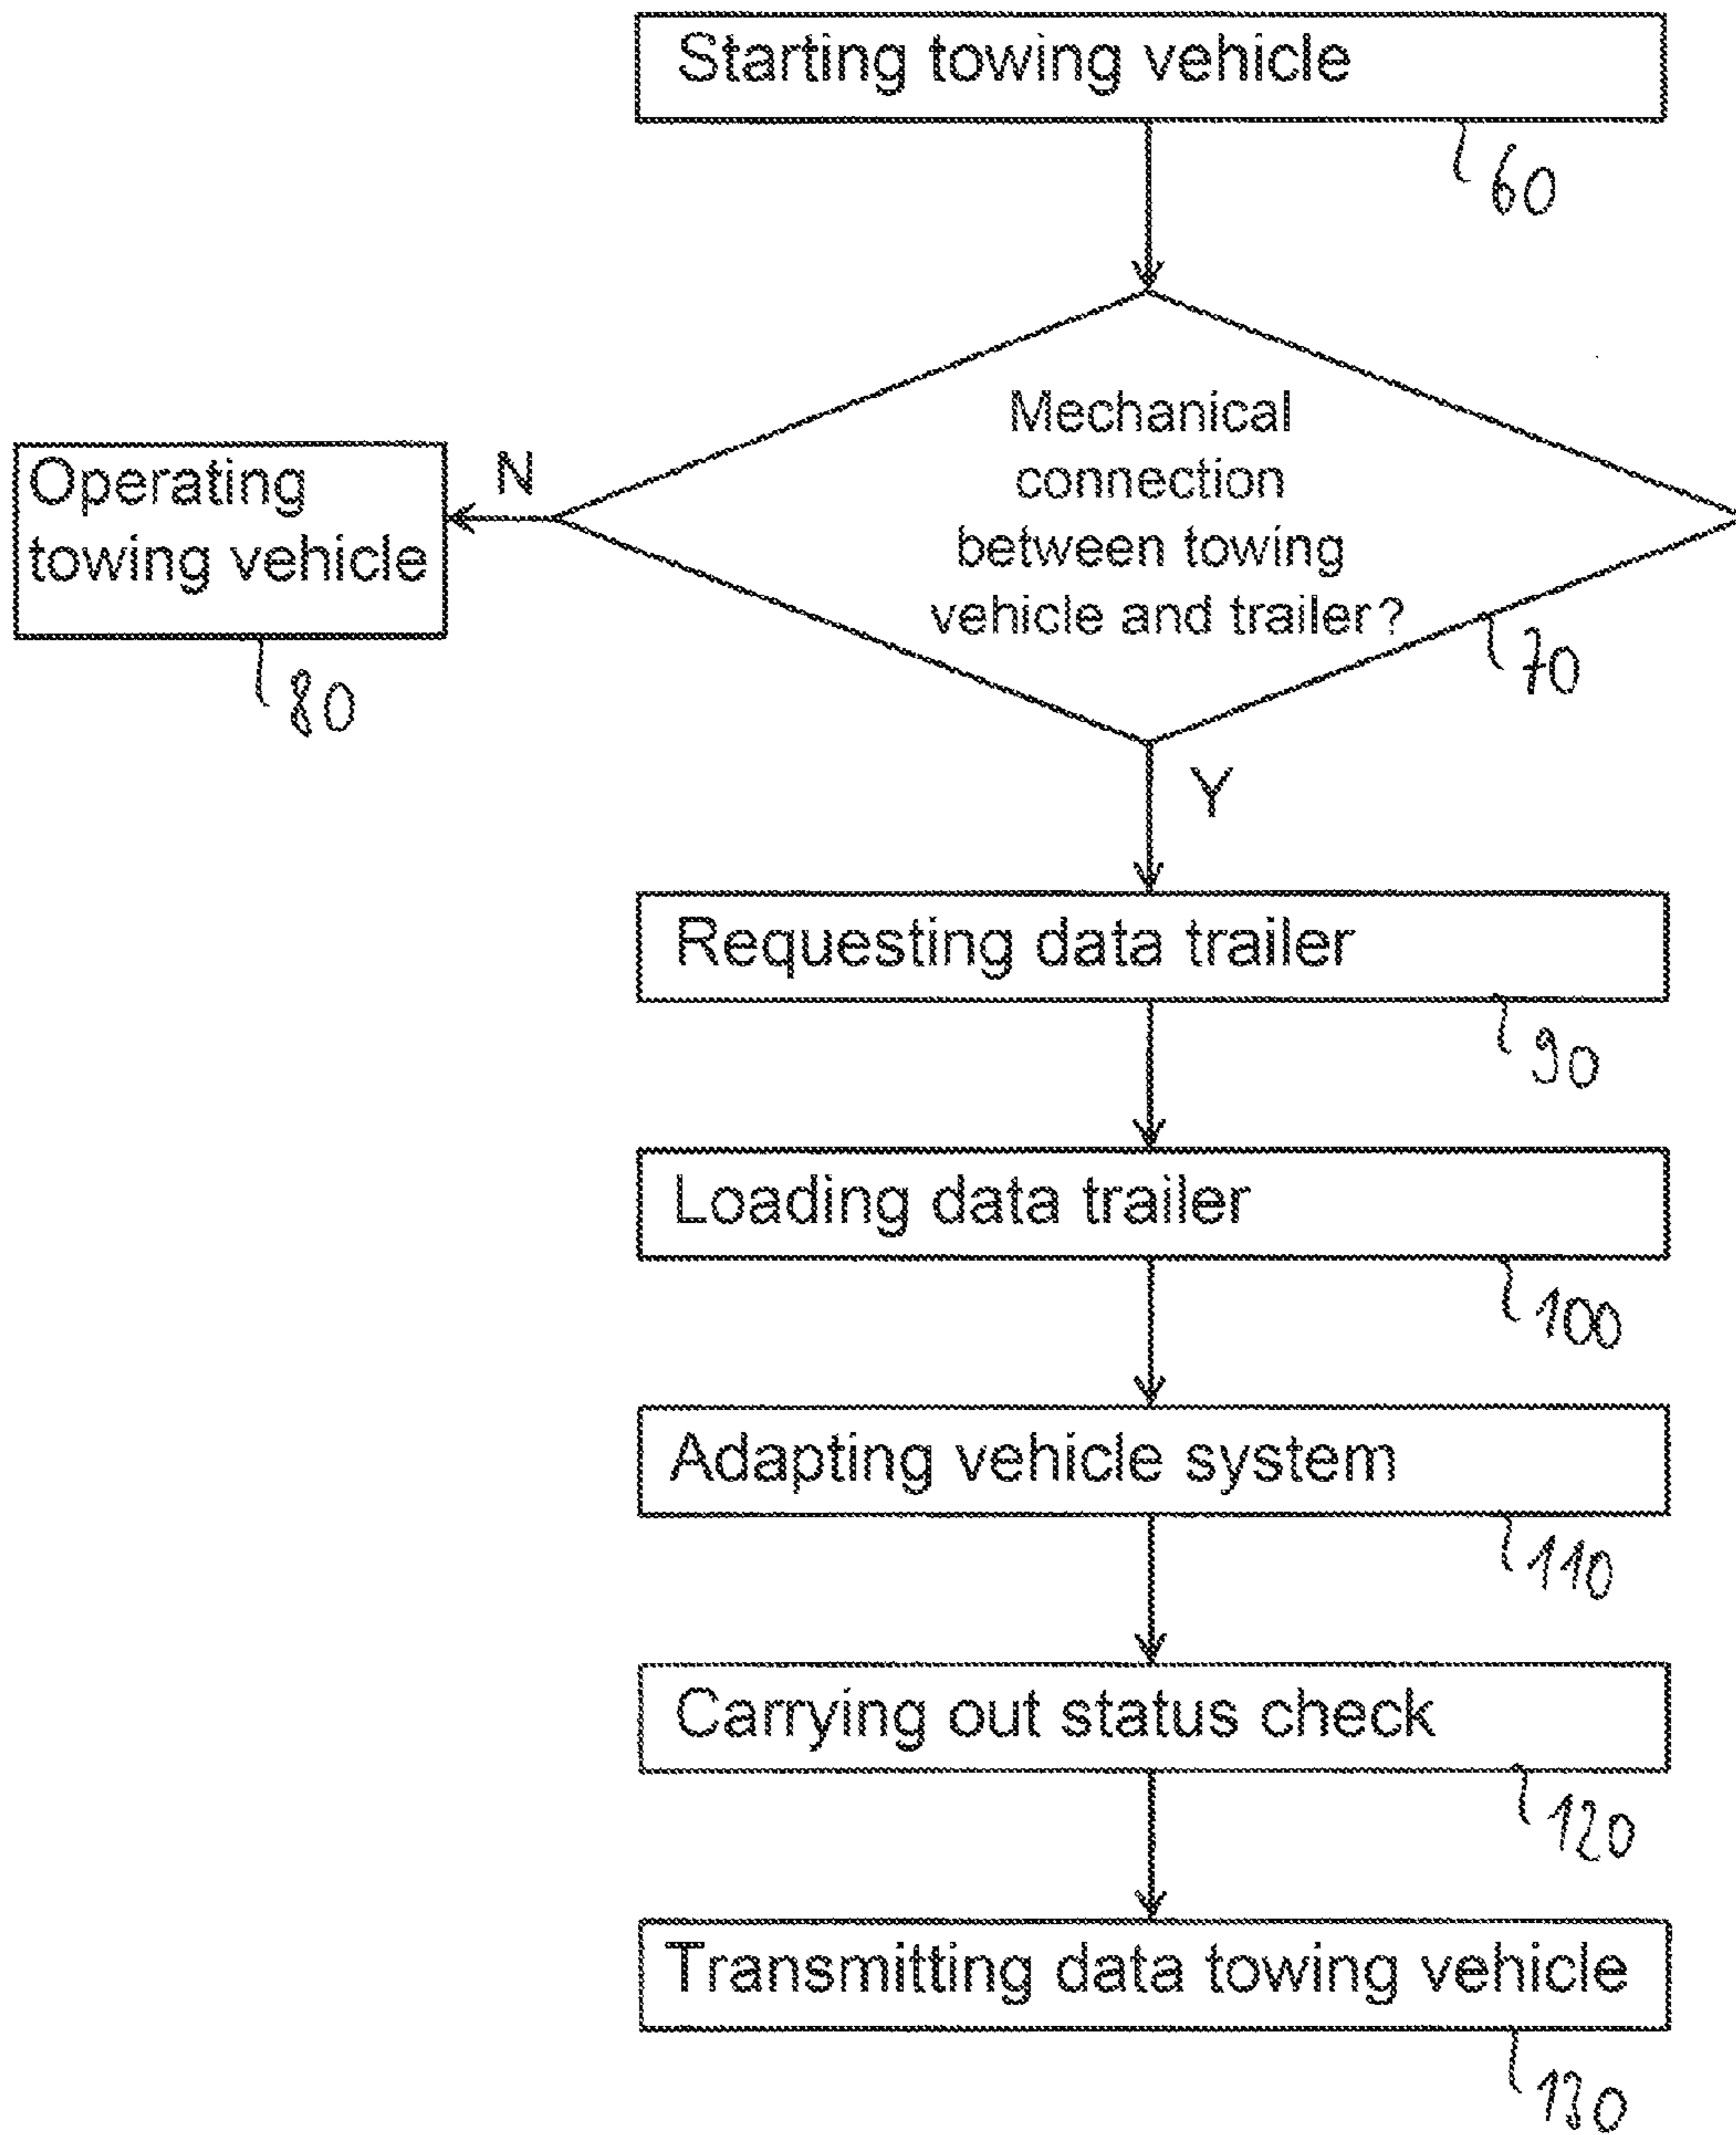 Starting towing vehicle
60
Mechanical
connection
between towing
vehicle and trailer?
70
N
Operating
towing vehicle
80
Y
Requesting data trailer
90
Loading data trailer
100
Adapting vehicle system
110
Carrying out status check
120
Transmitting data towing vehicle
130